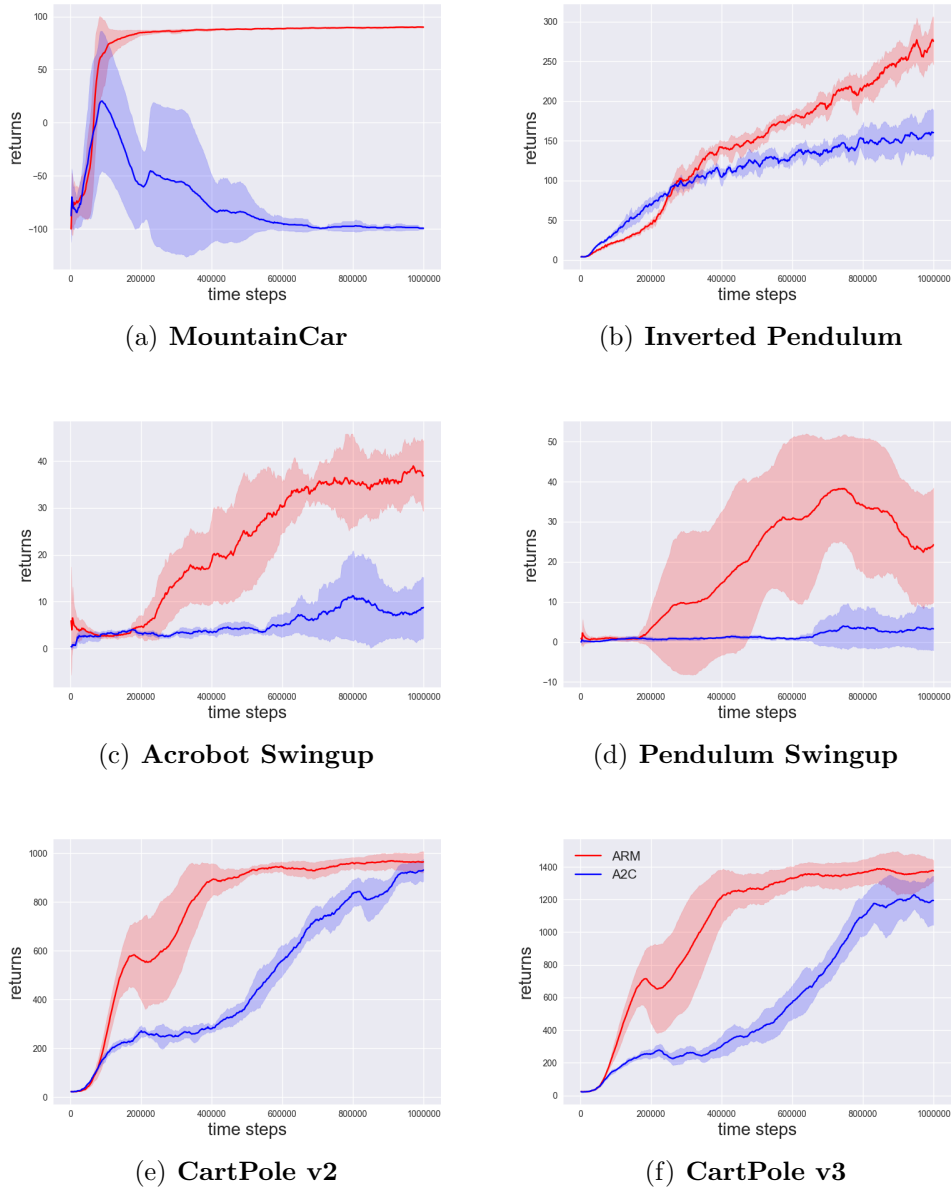 100
50
0
−50
−100
returns
0 200000 400000 600000 800000 1000000
time steps
(a) MountainCar
300
250
200
150
100
50
0
returns
0 200000 400000 600000 800000 1000000
time steps
(b) Inverted Pendulum
40
30
20
10
0
returns
0 200000 400000 600000 800000 1000000
time steps
(c) Acrobot Swingup
50
40
30
20
10
0
−10
returns
0 200000 400000 600000 800000 1000000
time steps
(d) Pendulum Swingup
1000
800
600
400
200
0
returns
0 200000 400000 600000 800000 1000000
time steps
(e) CartPole v2
ARM
A2C
1400
1200
1000
800
600
400
200
0
returns
0 200000 400000 600000 800000 1000000
time steps
(f) CartPole v3